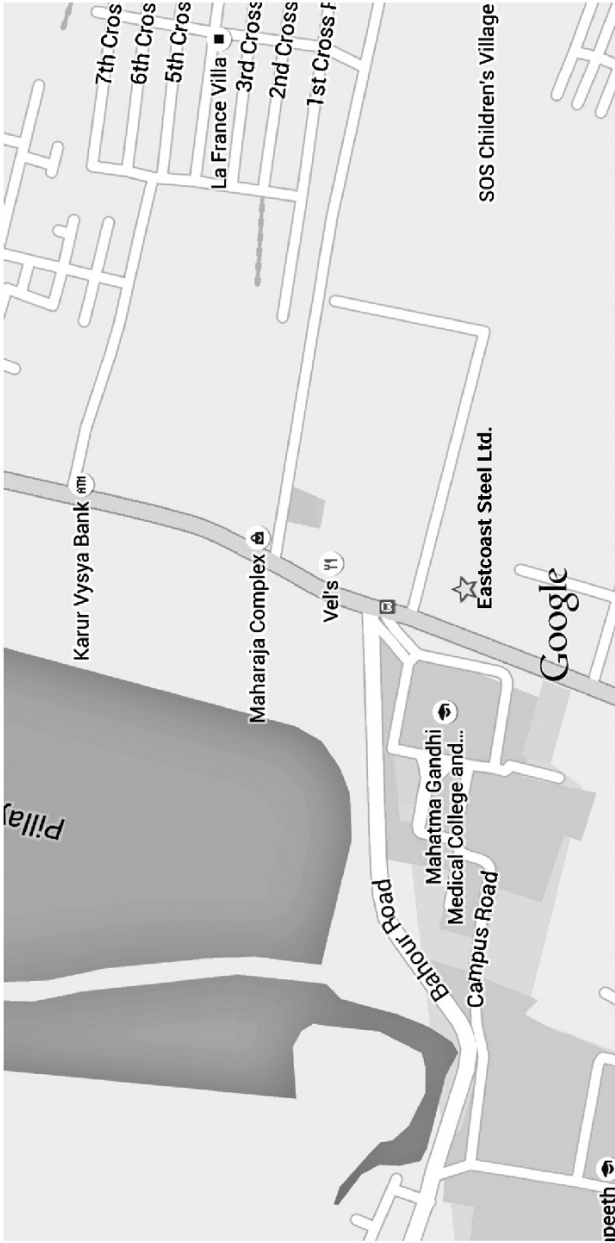 7th Cros
6th Cros
5th Cros
La France Villa
3rd Cross
2nd Cross
1st Cross
SOS Children's Village
Karur Vysya Bank
ATM
Maharaja Complex
Vel's
Eastcoast Steel Ltd.
Google
Pillay
Mahatma Gandhi
Medical College and...
Bahour Road
Campus Road
peeth